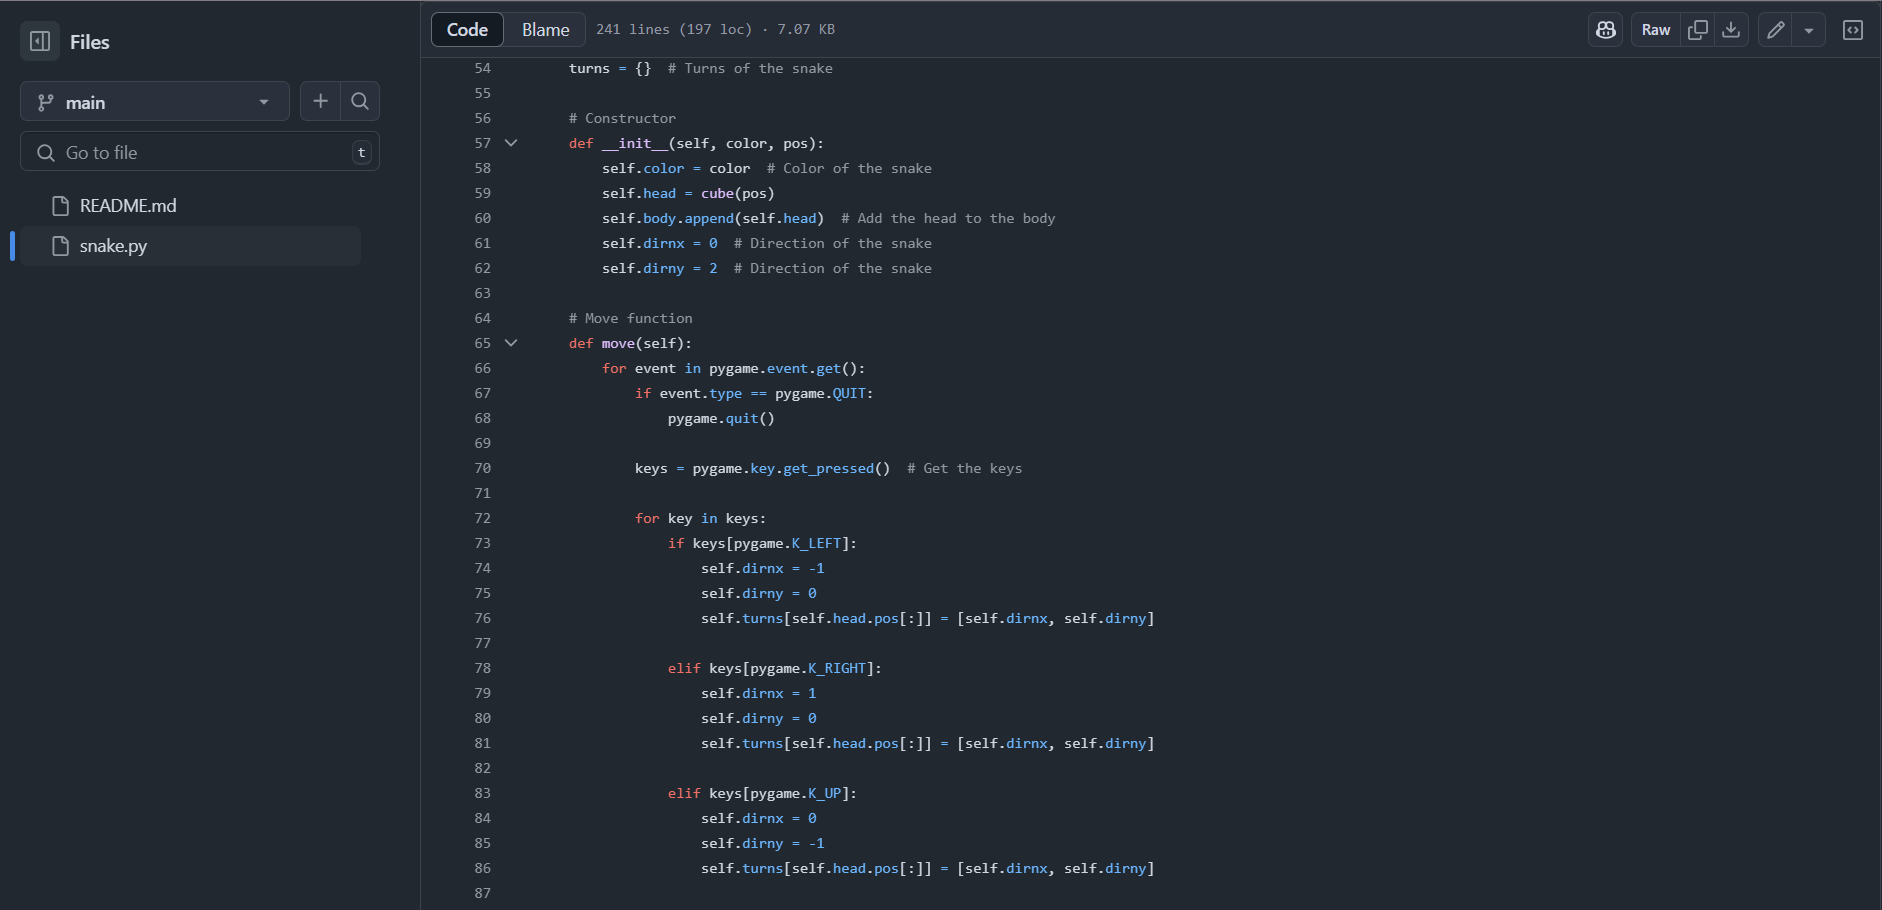 Files
main
Go to file
t
README.md
snake.py
Code Blame 241 lines (197 loc) · 7.07 KB Raw
54 turns = {}  # Turns of the snake
55
56 # Constructor
57 def __init__(self, color, pos):
58 self.color = color  # Color of the snake
59 self.head = cube(pos)
60 self.body.append(self.head)  # Add the head to the body
61 self.dirnx = 0  # Direction of the snake
62 self.dirny = 2  # Direction of the snake
63
64 # Move function
65 def move(self):
66 for event in pygame.event.get():
67 if event.type == pygame.QUIT:
68 pygame.quit()
69
70 keys = pygame.key.get_pressed()  # Get the keys
71
72 for key in keys:
73 if keys[pygame.K_LEFT]:
74 self.dirnx = -1
75 self.dirny = 0
76 self.turns[self.head.pos[:]] = [self.dirnx, self.dirny]
77
78 elif keys[pygame.K_RIGHT]:
79 self.dirnx = 1
80 self.dirny = 0
81 self.turns[self.head.pos[:]] = [self.dirnx, self.dirny]
82
83 elif keys[pygame.K_UP]:
84 self.dirnx = 0
85 self.dirny = -1
86 self.turns[self.head.pos[:]] = [self.dirnx, self.dirny]
87